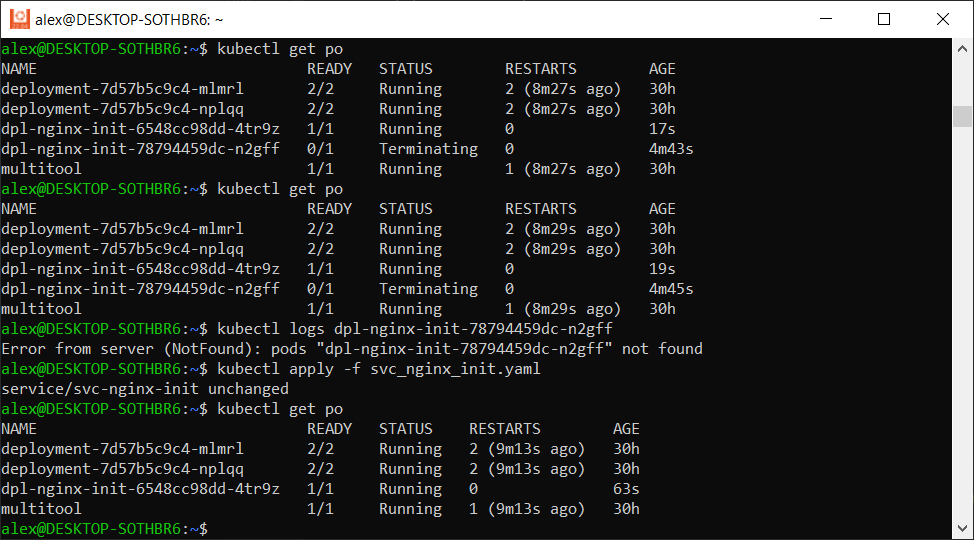 alex@DESKTOP-SOTHBR6: ~
alex@DESKTOP-SOTHBR6:~$ kubectl get po
NAME                              READY   STATUS        RESTARTS        AGE
deployment-7d57b5c9c4-mlmrl       2/2     Running       2 (8m27s ago)   30h
deployment-7d57b5c9c4-nplqq       2/2     Running       2 (8m27s ago)   30h
dpl-nginx-init-6548cc98dd-4tr9z   1/1     Running       0               17s
dpl-nginx-init-78794459dc-n2gff   0/1     Terminating   0               4m43s
multitool                         1/1     Running       1 (8m27s ago)   30h
alex@DESKTOP-SOTHBR6:~$ kubectl get po
NAME                              READY   STATUS        RESTARTS        AGE
deployment-7d57b5c9c4-mlmrl       2/2     Running       2 (8m29s ago)   30h
deployment-7d57b5c9c4-nplqq       2/2     Running       2 (8m29s ago)   30h
dpl-nginx-init-6548cc98dd-4tr9z   1/1     Running       0               19s
dpl-nginx-init-78794459dc-n2gff   0/1     Terminating   0               4m45s
multitool                         1/1     Running       1 (8m29s ago)   30h
alex@DESKTOP-SOTHBR6:~$ kubectl logs dpl-nginx-init-78794459dc-n2gff
Error from server (NotFound): pods "dpl-nginx-init-78794459dc-n2gff" not found
alex@DESKTOP-SOTHBR6:~$ kubectl apply -f svc_nginx_init.yaml
service/svc-nginx-init unchanged
alex@DESKTOP-SOTHBR6:~$ kubectl get po
NAME                              READY   STATUS    RESTARTS        AGE
deployment-7d57b5c9c4-mlmrl       2/2     Running   2 (9m13s ago)   30h
deployment-7d57b5c9c4-nplqq       2/2     Running   2 (9m13s ago)   30h
dpl-nginx-init-6548cc98dd-4tr9z   1/1     Running   0               63s
multitool                         1/1     Running   1 (9m13s ago)   30h
alex@DESKTOP-SOTHBR6:~$